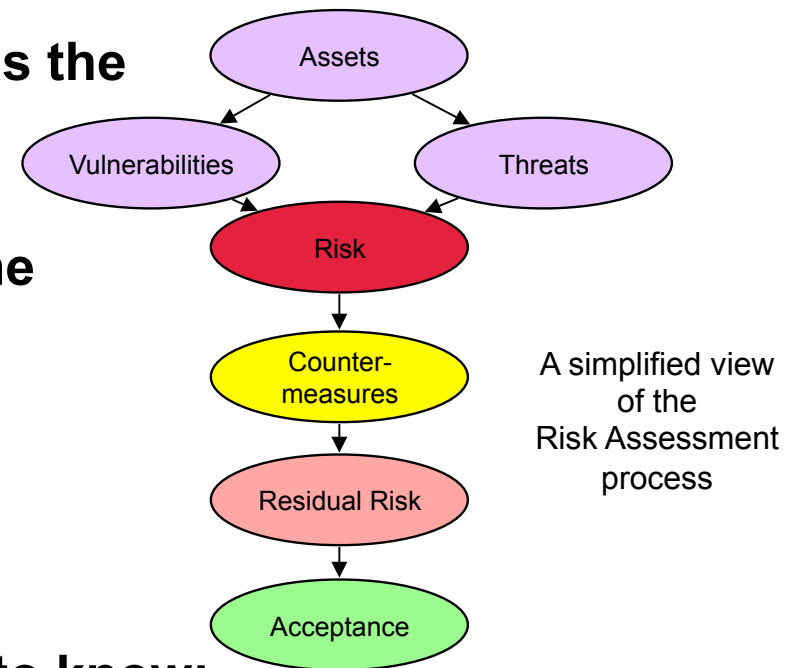 s the
Assets
Vulnerabilities
Threats
Risk
Counter-
measures
A simplified view
of the
Risk Assessment
process
Residual Risk
Acceptance